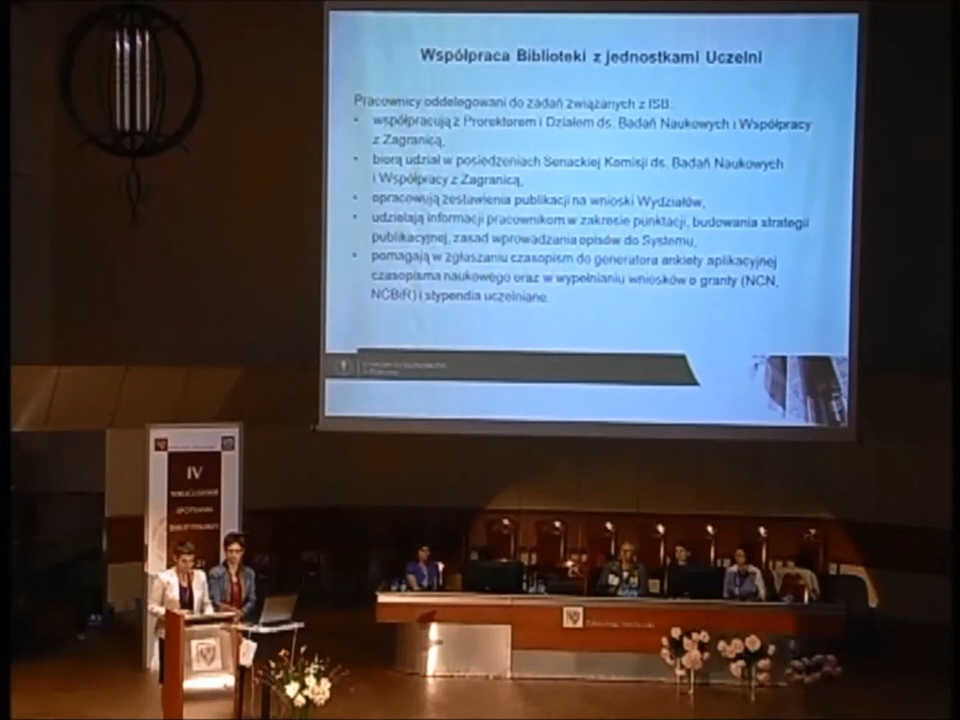 Współpraca Biblioteki z jednostkami Uczelni
Pracownicy oddelegowani do zadań związanych z ISB:
• współpracują z Prorektorem i Działem ds. Badań Naukowych i Współpracy
z Zagranicą,
• biorą udział w posiedzeniach Senackiej Komisji ds. Badań Naukowych
i Współpracy z Zagranicą,
• opracowują zestawienia publikacji na wnioski Wydziałów,
• udzielają informacji pracownikom w zakresie punktacji, budowania strategii
publikacyjnej, zasad wprowadzania opisów do Systemu,
• pomagają w zgłaszaniu czasopism do generatora ankiety aplikacyjnej
czasopisma naukowego oraz w wypełnianiu wniosków o granty (NCN,
NCBiR) i stypendia uczelniane.
IV